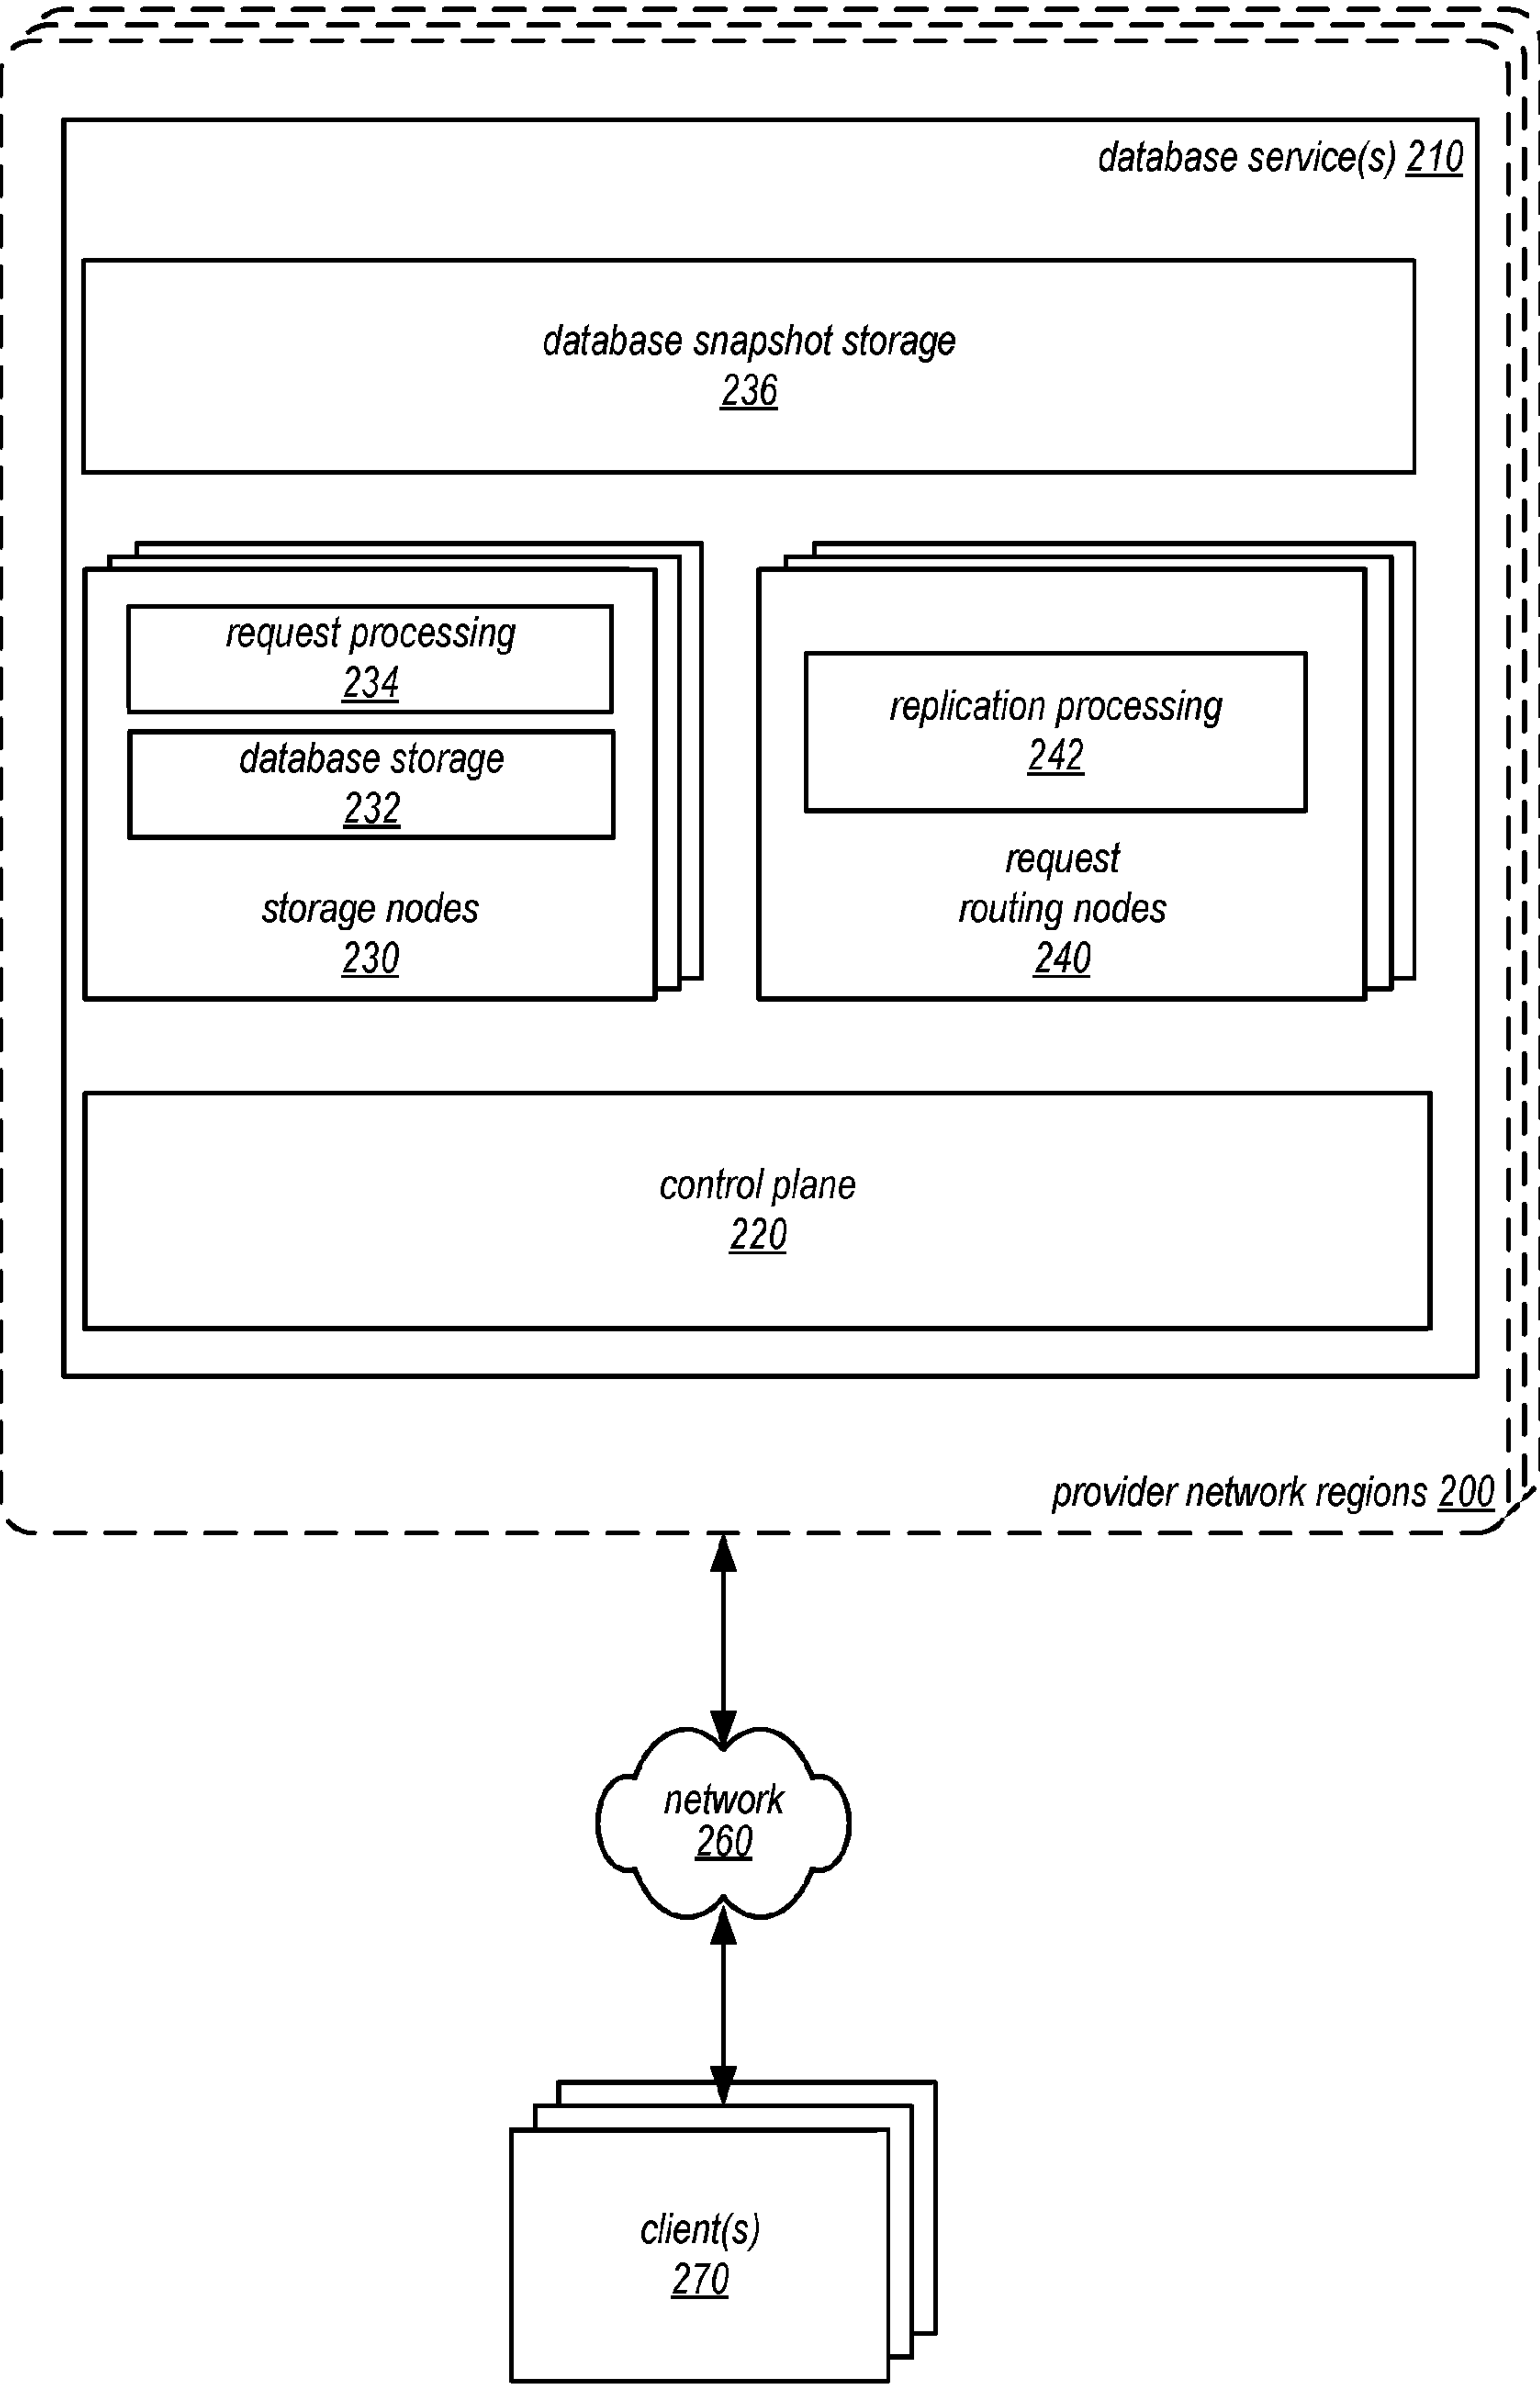 database service(s) 210
database snapshot storage
236
request processing
234
database storage
232
storage nodes
230
replication processing
242
request
routing nodes
240
control plane
220
provider network regions 200
network
260
client(s)
270